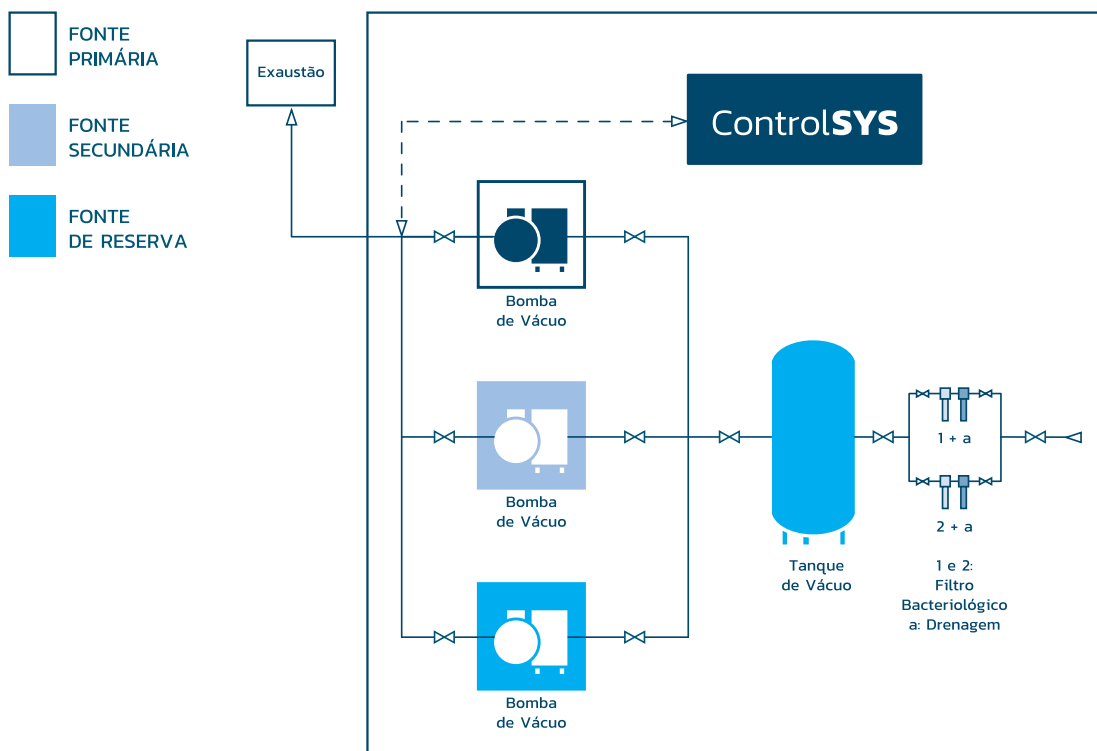 FONTE
PRIMÁRIA
FONTE
SECUNDÁRIA
FONTE
DE RESERVA
Exaustão
ControlSYS
Bomba
de Vácuo
Bomba
de Vácuo
Bomba
de Vácuo
Tanque
de Vácuo
1 + a
2 + a
1 e 2:
Filtro
Bacteriológico
a: Drenagem